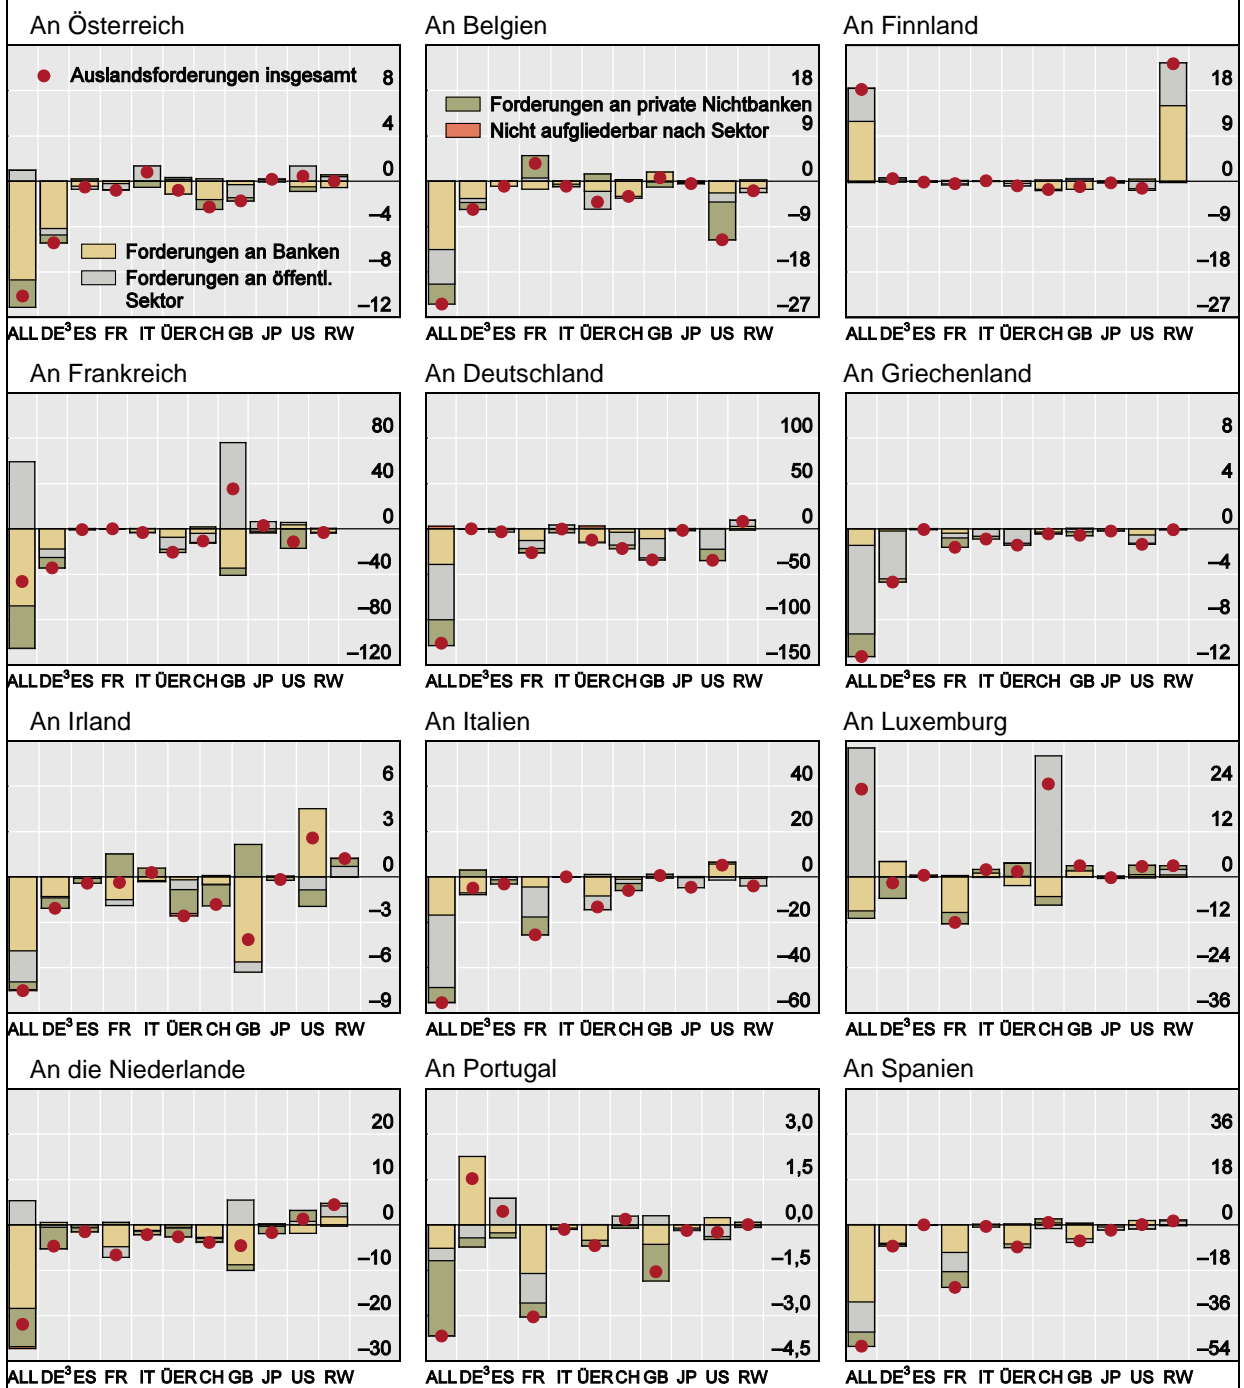 An Österreich
An Belgien
An Finnland
Auslandsforderungen insgesamt
Forderungen an Banken
Forderungen an öffentl.
Sektor
8
4
0
–4
–8
–12
Forderungen an private Nichtbanken
Nicht aufgliederbar nach Sektor
18
9
0
–9
–18
–27
18
9
0
–9
–18
–27
ALL DE³ ES FR IT ÜER CH GB JP US RW
ALL DE³ ES FR IT ÜER CH GB JP US RW
ALL DE³ ES FR IT ÜER CH GB JP US RW
An Frankreich
An Deutschland
An Griechenland
80
40
0
–40
–80
–120
100
50
0
–50
–100
–150
8
4
0
–4
–8
–12
ALL DE³ ES FR IT ÜER CH GB JP US RW
ALL DE³ ES FR IT ÜER CH GB JP US RW
ALL DE³ ES FR IT ÜER CH GB JP US RW
An Irland
An Italien
An Luxemburg
6
3
0
–3
–6
–9
40
20
0
–20
–40
–60
24
12
0
–12
–24
–36
ALL DE³ ES FR IT ÜER CH GB JP US RW
ALL DE³ ES FR IT ÜER CH GB JP US RW
ALL DE³ ES FR IT ÜER CH GB JP US RW
An die Niederlande
An Portugal
An Spanien
20
10
0
–10
–20
–30
3,0
1,5
0,0
–1,5
–3,0
–4,5
36
18
0
–18
–36
–54
ALL DE³ ES FR IT ÜER CH GB JP US RW
ALL DE³ ES FR IT ÜER CH GB JP US RW
ALL DE³ ES FR IT ÜER CH GB JP US RW